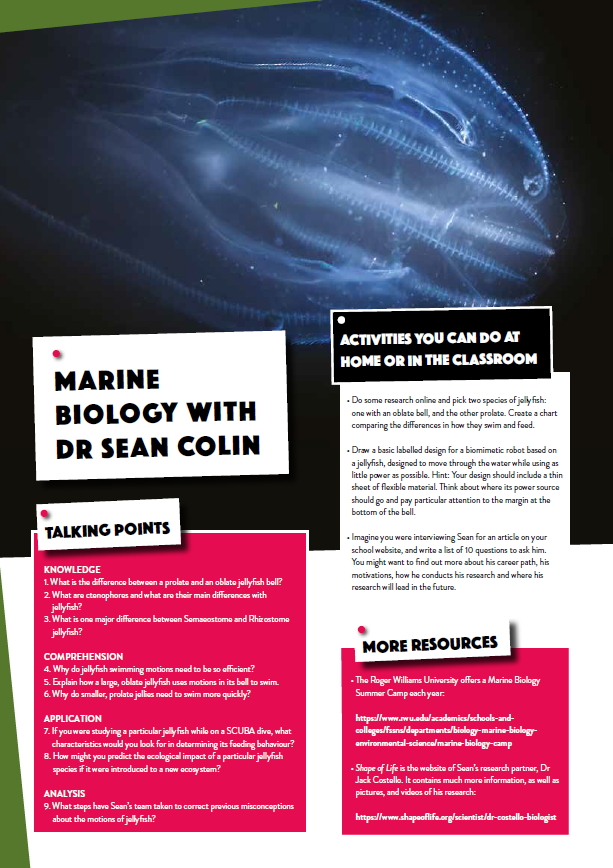 MARINE
BIOLOGY WITH
DR SEAN COLIN
TALKING POINTS
KNOWLEDGE
1. What is the difference between a prolate and an oblate jellyfish bell?
2. What are ctenophores and what are their main differences with
jellyfish?
3. What is one major difference between Semaeostome and Rhizostome
jellyfish?
COMPREHENSION
4. Why do jellyfish swimming motions need to be so efficient?
5. Explain how a large, oblate jellyfish uses motions in its bell to swim.
6. Why do smaller, prolate jellies need to swim more quickly?
APPLICATION
7. If you were studying a particular jellyfish while on a SCUBA dive, what
characteristics would you look for in determining its feeding behaviour?
8. How might you predict the ecological impact of a particular jellyfish
species if it were introduced to a new ecosystem?
ANALYSIS
9. What steps have Sean's team taken to correct previous misconceptions
about the motions of jellyfish?
ACTIVITIES YOU CAN DO AT
HOME OR IN THE CLASSROOM
• Do some research online and pick two species of jellyfish:
one with an oblate bell, and the other prolate. Create a chart
comparing the differences in how they swim and feed.
• Draw a basic labelled design for a biomimetic robot based on
a jellyfish, designed to move through the water while using as
little power as possible. Hint: Your design should include a thin
sheet of flexible material. Think about where its power source
should go and pay particular attention to the margin at the
bottom of the bell.
• Imagine you were interviewing Sean for an article on your
school website, and write a list of 10 questions to ask him.
You might want to find out more about his career path, his
motivations, how he conducts his research and where his
research will lead in the future.
MORE RESOURCES
• The Roger Williams University offers a Marine Biology
Summer Camp each year:
https://www.rwu.edu/academics/schools-and-
colleges/fssns/departments/biology-marine-biology-
environmental-science/marine-biology-camp
• Shape of Life is the website of Sean's research partner, Dr
Jack Costello. It contains much more information, as well as
pictures, and videos of his research:
https://www.shapeoflife.org/scientist/dr-costello-biologist